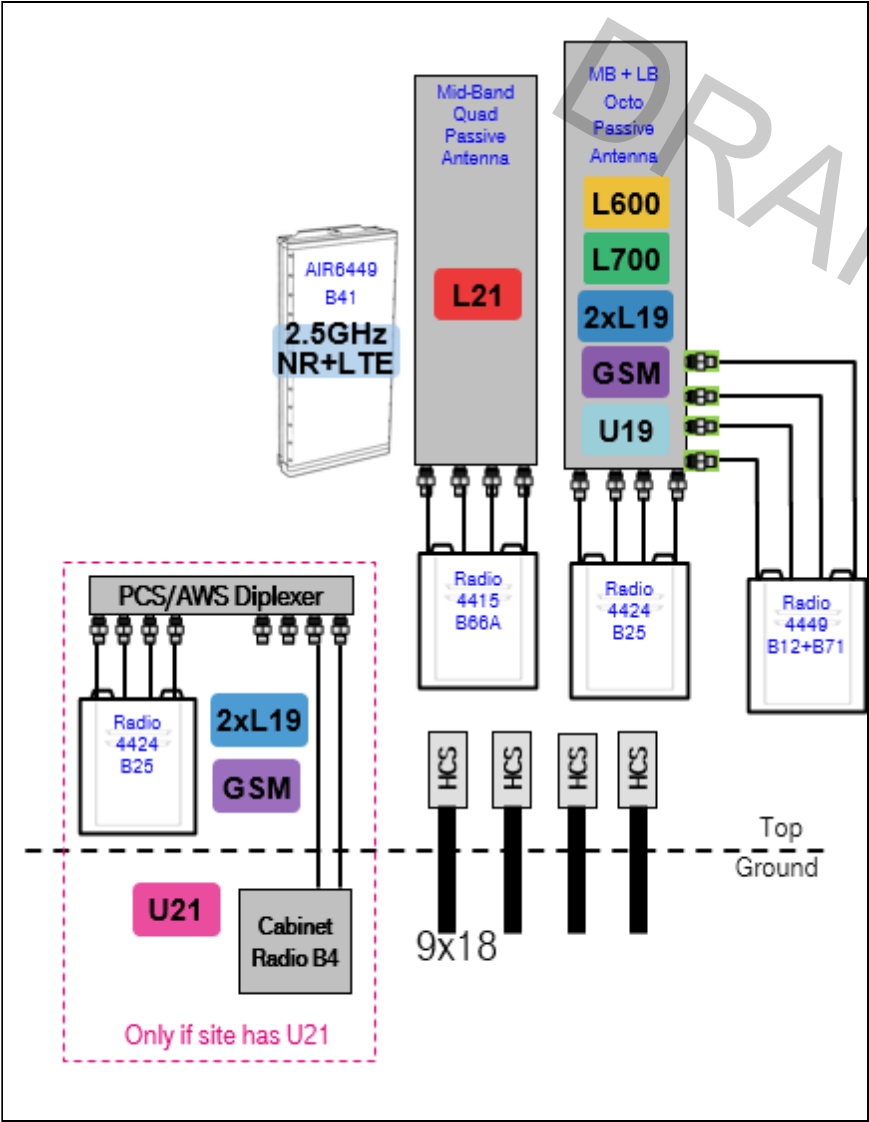 DRA
Mid-Band
Quad
Passive
Antenna
L21
MB + LB
Octo
Passive
Antenna
L600
L700
2xL19
GSM
U19
AIR6449
B41
2.5GHz
NR+LTE
Radio
4415
B66A
Radio
4424
B25
Radio
4449
B12+B71
PCS/AWS Diplexer
Radio
4424
B25
2xL19
GSM
HCS
HCS
HCS
HCS
Top
Ground
9x18
U21
Cabinet
Radio B4
Only if site has U21